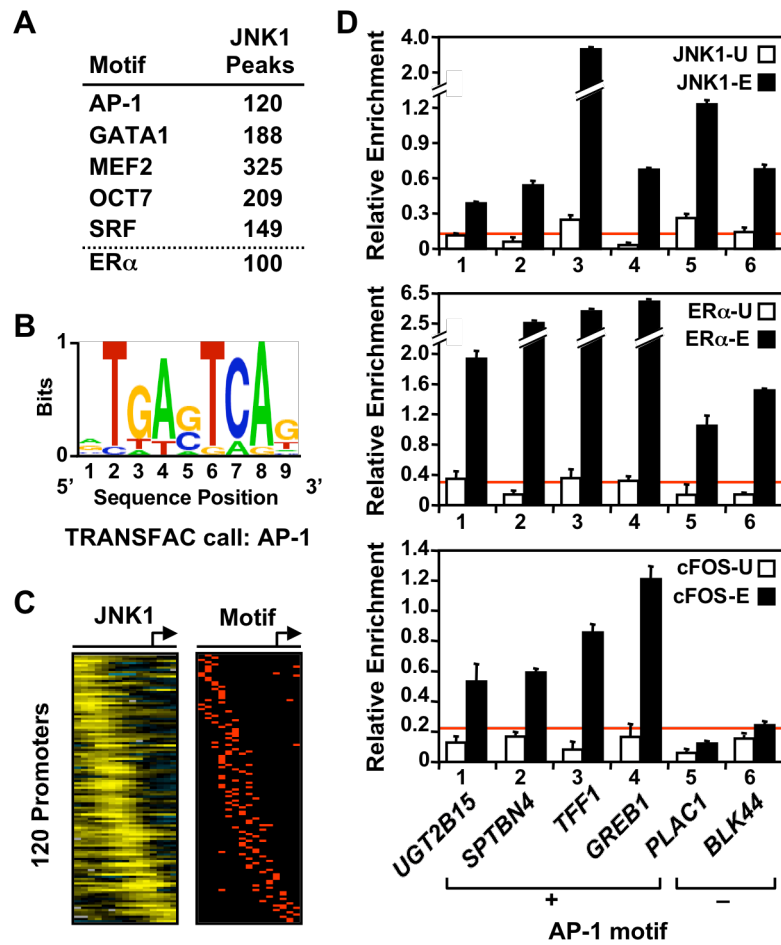 A
Motif JNK1 Peaks
AP-1 120
GATA1 188
MEF2 325
OCT7 209
SRF 149
ERα 100
B
Bits
1
0
TGAGTCA
1 2 3 4 5 6 7 8 9
5' Sequence Position 3'
TRANSFAC call: AP-1
C
JNK1 Motif
120 Promoters
D
Relative Enrichment
4.0
2.0
1.2
0.9
0.6
0.3
0
JNK1-U
JNK1-E
1 2 3 4 5 6
Relative Enrichment
6.5
2.5
2.0
1.6
1.2
0.8
0.4
0
ERα-U
ERα-E
1 2 3 4 5 6
Relative Enrichment
1.4
1.2
1.0
0.8
0.6
0.4
0.2
0
cFOS-U
cFOS-E
1 2 3 4 5 6
UGT2B15 SPTBN4 TFF1 GREB1 PLAC1 BLK44
+ –
AP-1 motif